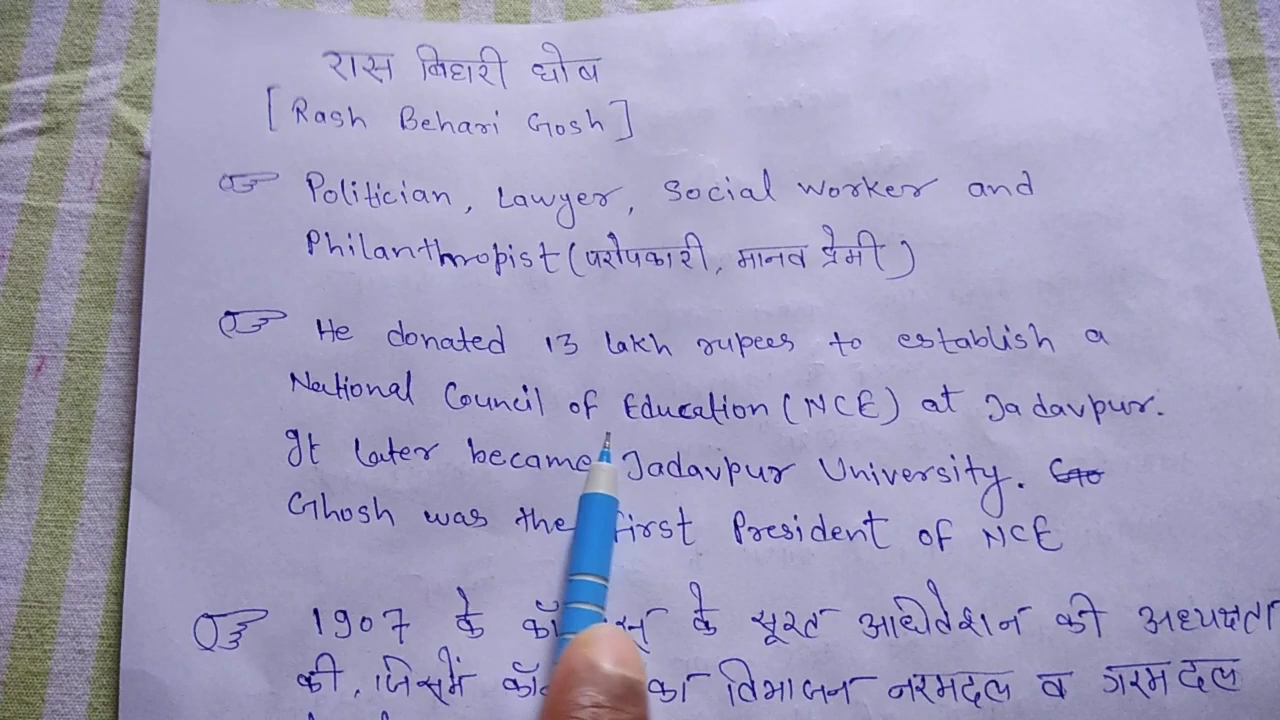 रास बिहारी घोष
[Rash Behari Gosh]
Politician, Lawyer, Social worker and
Philanthropist (परोपकारी, मानव प्रेमी)
He donated 13 lakh rupees to establish a
National Council of Education (NCE) at Jadavpur.
It later became Jadavpur University.
Ghosh was the first President of NCE
1907 के के सूरत अधिवेशन की अध्यक्षता
की, जिसमें का विभाजन नरमदल व गरमदल